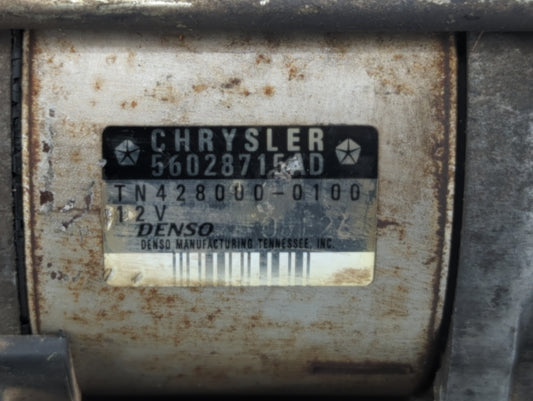 CHRYSLER
56028715AD
TN428000-0100
12V
DENSO
DENSO MANUFACTURING TENNESSEE, INC.